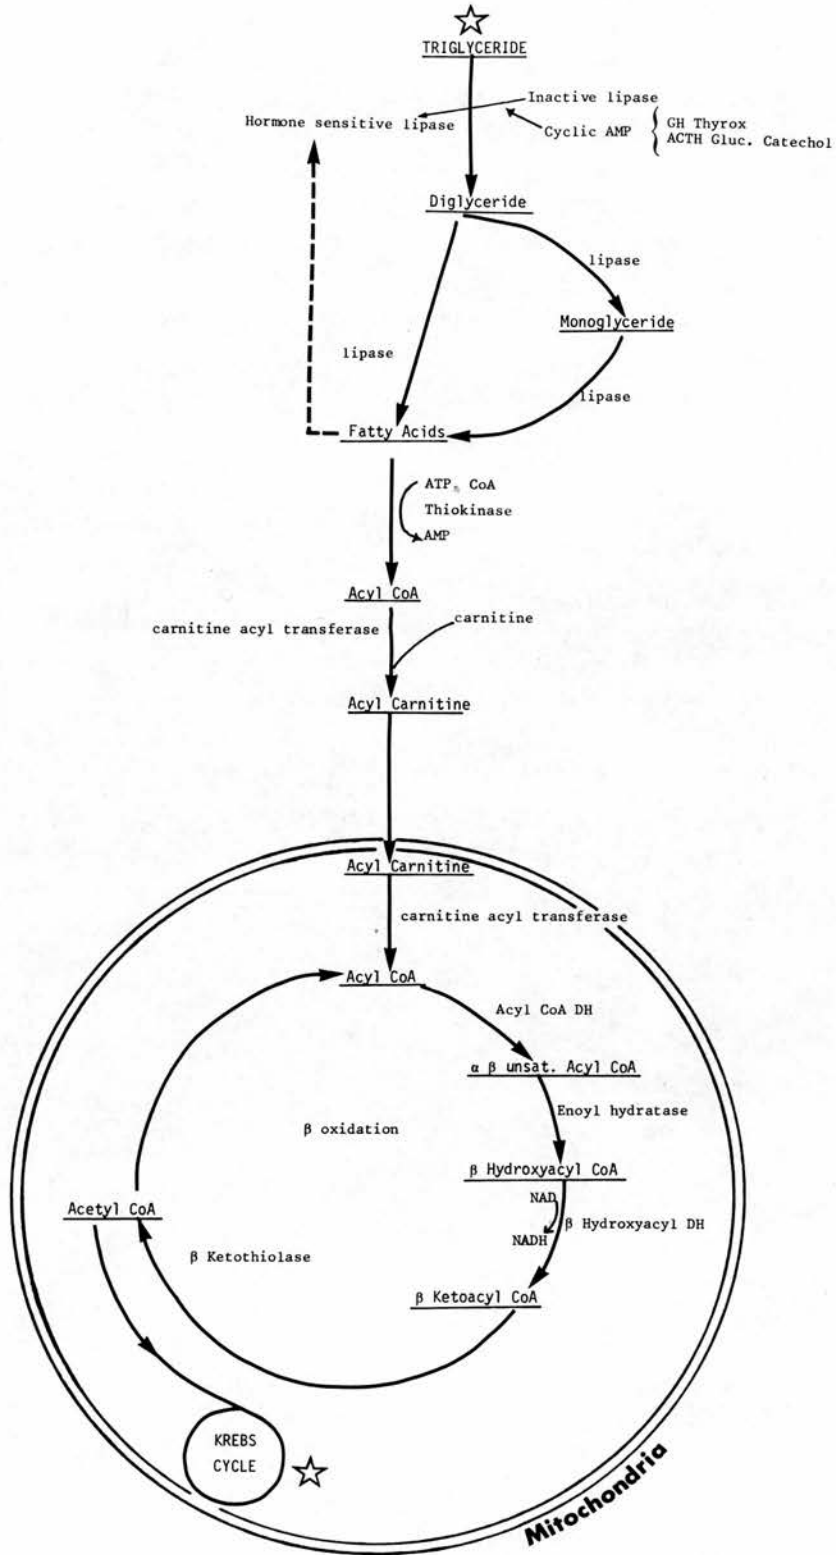 TRIGLYCERIDE
Inactive lipase
Hormone sensitive lipase
Cyclic AMP
GH Thyrox
ACTH Gluc. Catechol
Diglyceride
lipase
Monoglyceride
lipase
lipase
Fatty Acids
ATP, CoA
Thiokinase
AMP
Acyl CoA
carnitine acyl transferase
carnitine
Acyl Carnitine
Acyl Carnitine
carnitine acyl transferase
Acyl CoA
Acyl CoA DH
α β unsat. Acyl CoA
Enoyl hydratase
β oxidation
β Hydroxyacyl CoA
NAD
β Hydroxyacyl DH
NADH
Acetyl CoA
β Ketothiolase
β Ketoacyl CoA
KREBS
CYCLE
Mitochondria